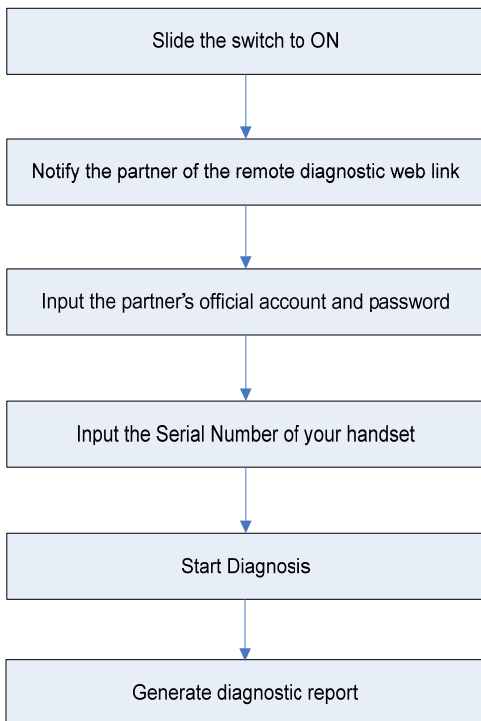 Slide the switch to ON
Notify the partner of the remote diagnostic web link
Input the partner's official account and password
Input the Serial Number of your handset
Start Diagnosis
Generate diagnostic report